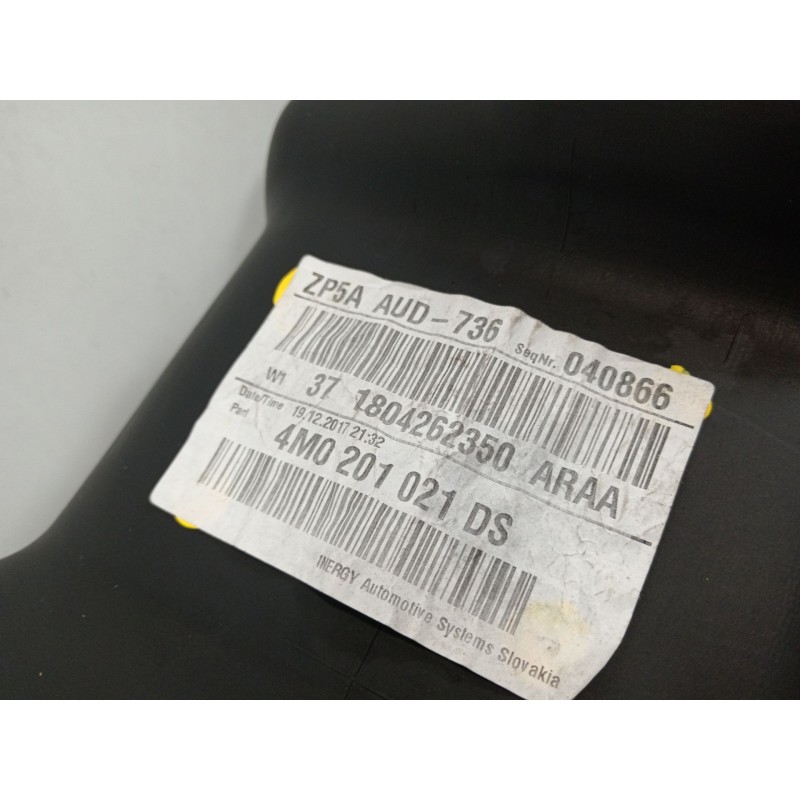 ZP5A AUD-736 SeqNr. 040866
W1 37 1804262350 ARAA
Date/Time 19.12.2017 21:32
Part 4M0 201 021 DS
INERGY Automotive Systems Slovakia